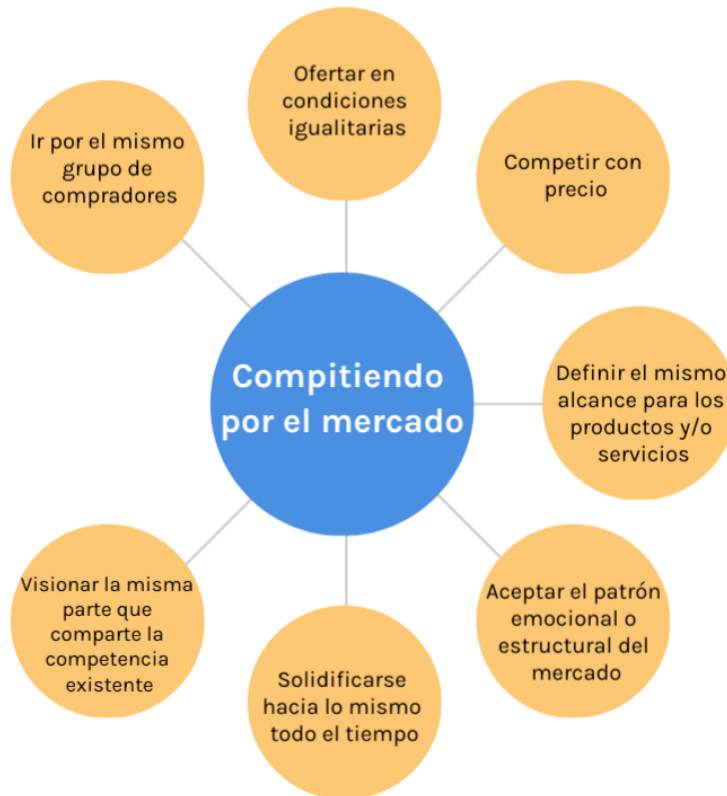 Ofertar en
condiciones
igualitarias
Competir con
precio
Definir el mismo
alcance para los
productos y/o
servicios
Aceptar el patrón
emocional o
estructural del
mercado
Solidificarse
hacia lo mismo
todo el tiempo
Visionar la misma
parte que
comparte la
competencia
existente
Ir por el mismo
grupo de
compradores
Compitiendo
por el mercado